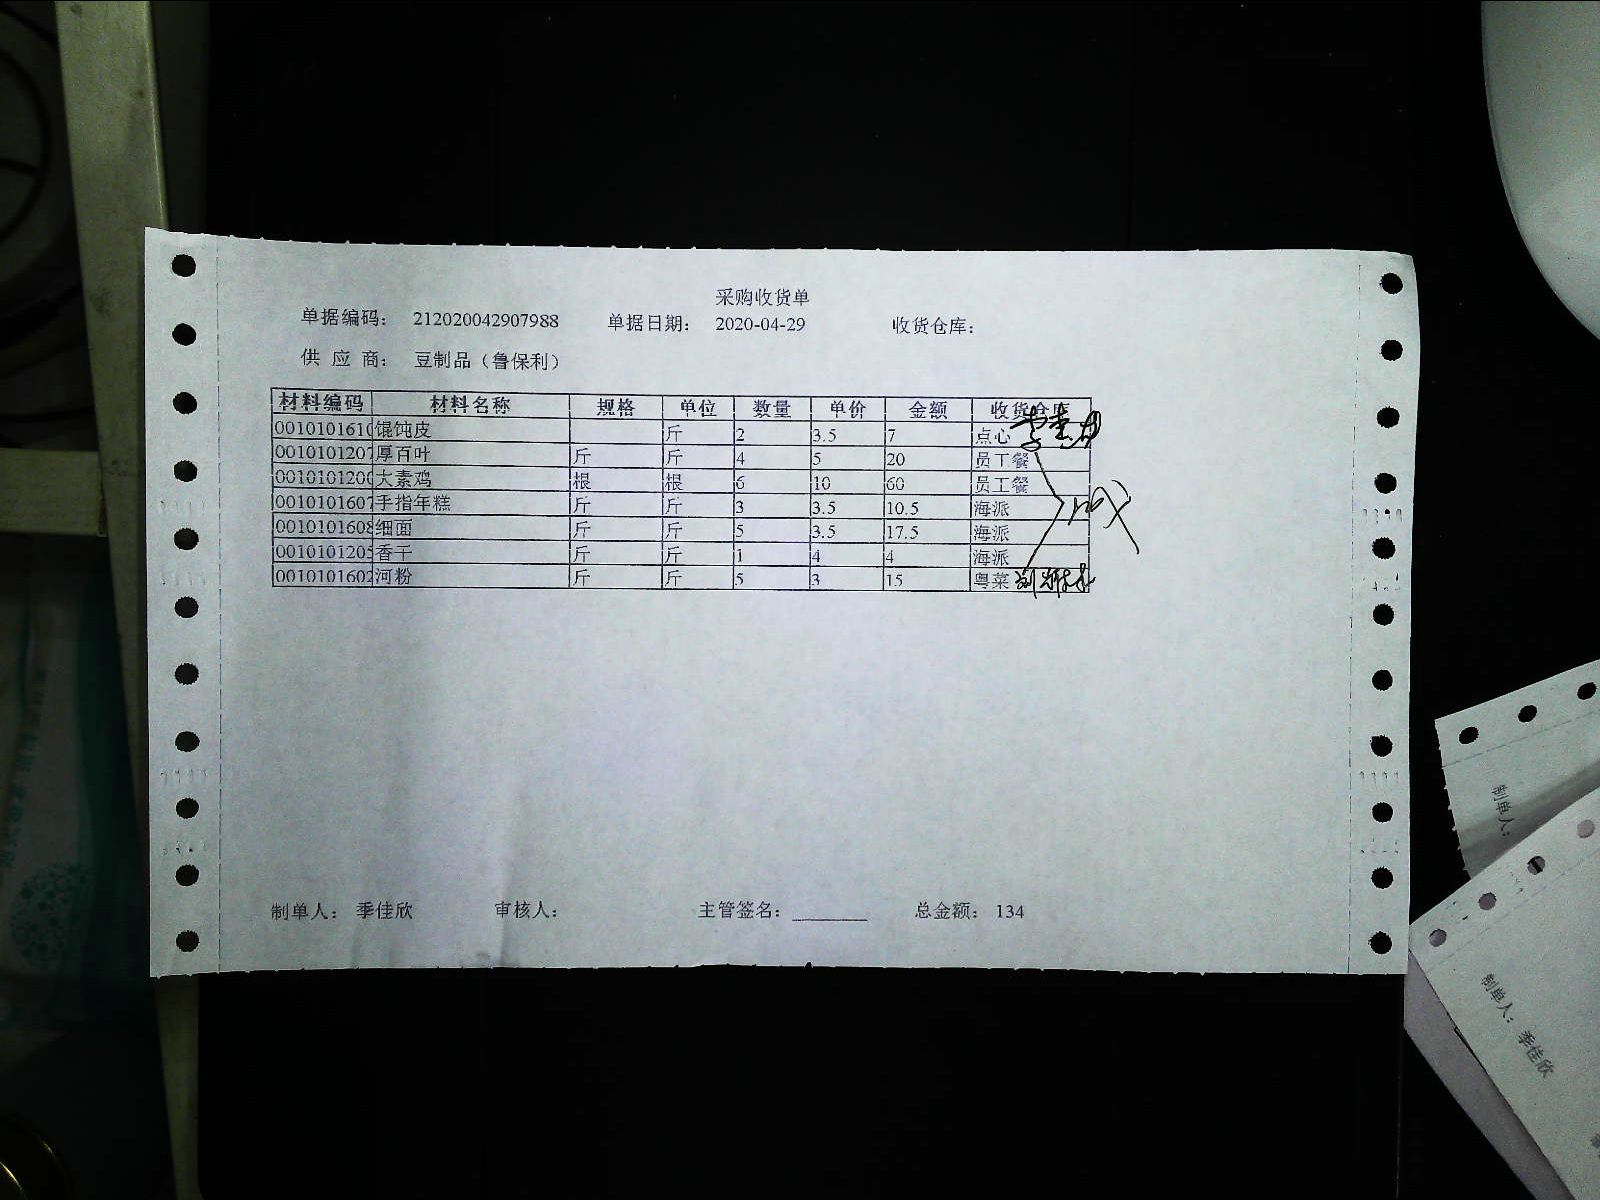 采购收货单
单据编码： 212020042907988 单据日期： 2020-04-29 收货仓库：
供 应 商： 豆制品（鲁保利）
材料编码 材料名称 规格 单位 数量 单价 金额 收货仓库
0010101610 馄饨皮 斤 2 3.5 7 点心
0010101207 厚百叶 斤 斤 4 5 20 员工餐
0010101206 大素鸡 根 根 6 10 60 员工餐
0010101607 手指年糕 斤 斤 3 3.5 10.5 海派
0010101608 细面 斤 斤 5 3.5 17.5 海派
0010101205 香干 斤 斤 1 4 4 海派
0010101602 河粉 斤 斤 5 3 15 粤菜
制单人： 季佳欣 审核人： 主管签名： 总金额： 134
制单人：
制单人： 季佳欣